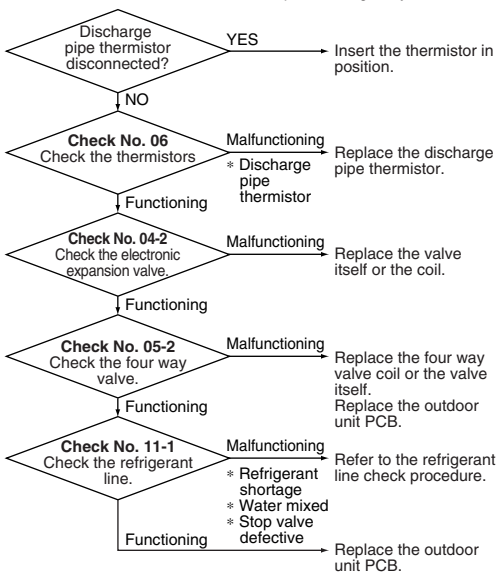 Discharge
pipe thermistor
disconnected?
YES
Insert the thermistor in
position.
NO
Check No. 06
Check the thermistors
Malfunctioning
∗ Discharge
pipe
thermistor
Replace the discharge
pipe thermistor.
Functioning
Check No. 04-2
Check the electronic
expansion valve.
Malfunctioning
Replace the valve
itself or the coil.
Functioning
Check No. 05-2
Check the four way
valve.
Malfunctioning
Replace the four way
valve coil or the valve
itself.
Replace the outdoor
unit PCB.
Functioning
Check No. 11-1
Check the refrigerant
line.
Malfunctioning
∗ Refrigerant
shortage
∗ Water mixed
∗ Stop valve
defective
Refer to the refrigerant
line check procedure.
Functioning
Replace the outdoor
unit PCB.